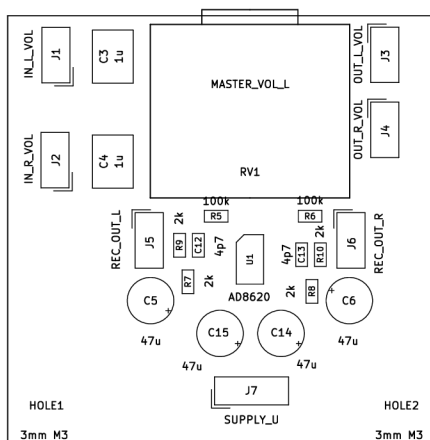 IN_L_VOL
J1
C3
1u
MASTER_VOL_L
RV1
OUT_L_VOL
J3
IN_R_VOL
J2
C4
1u
OUT_R_VOL
J4
100k
R5
100k
R6
REC_OUT_L
J5
2k
R9
C12
4p7
U1
AD8620
4p7
C13
R10
2k
J6
REC_OUT_R
R7
2k
2k
R8
C5
+
47u
C15
+
47u
C14
+
47u
C6
+
47u
J7
SUPPLY_U
HOLE1
3mm M3
HOLE2
3mm M3